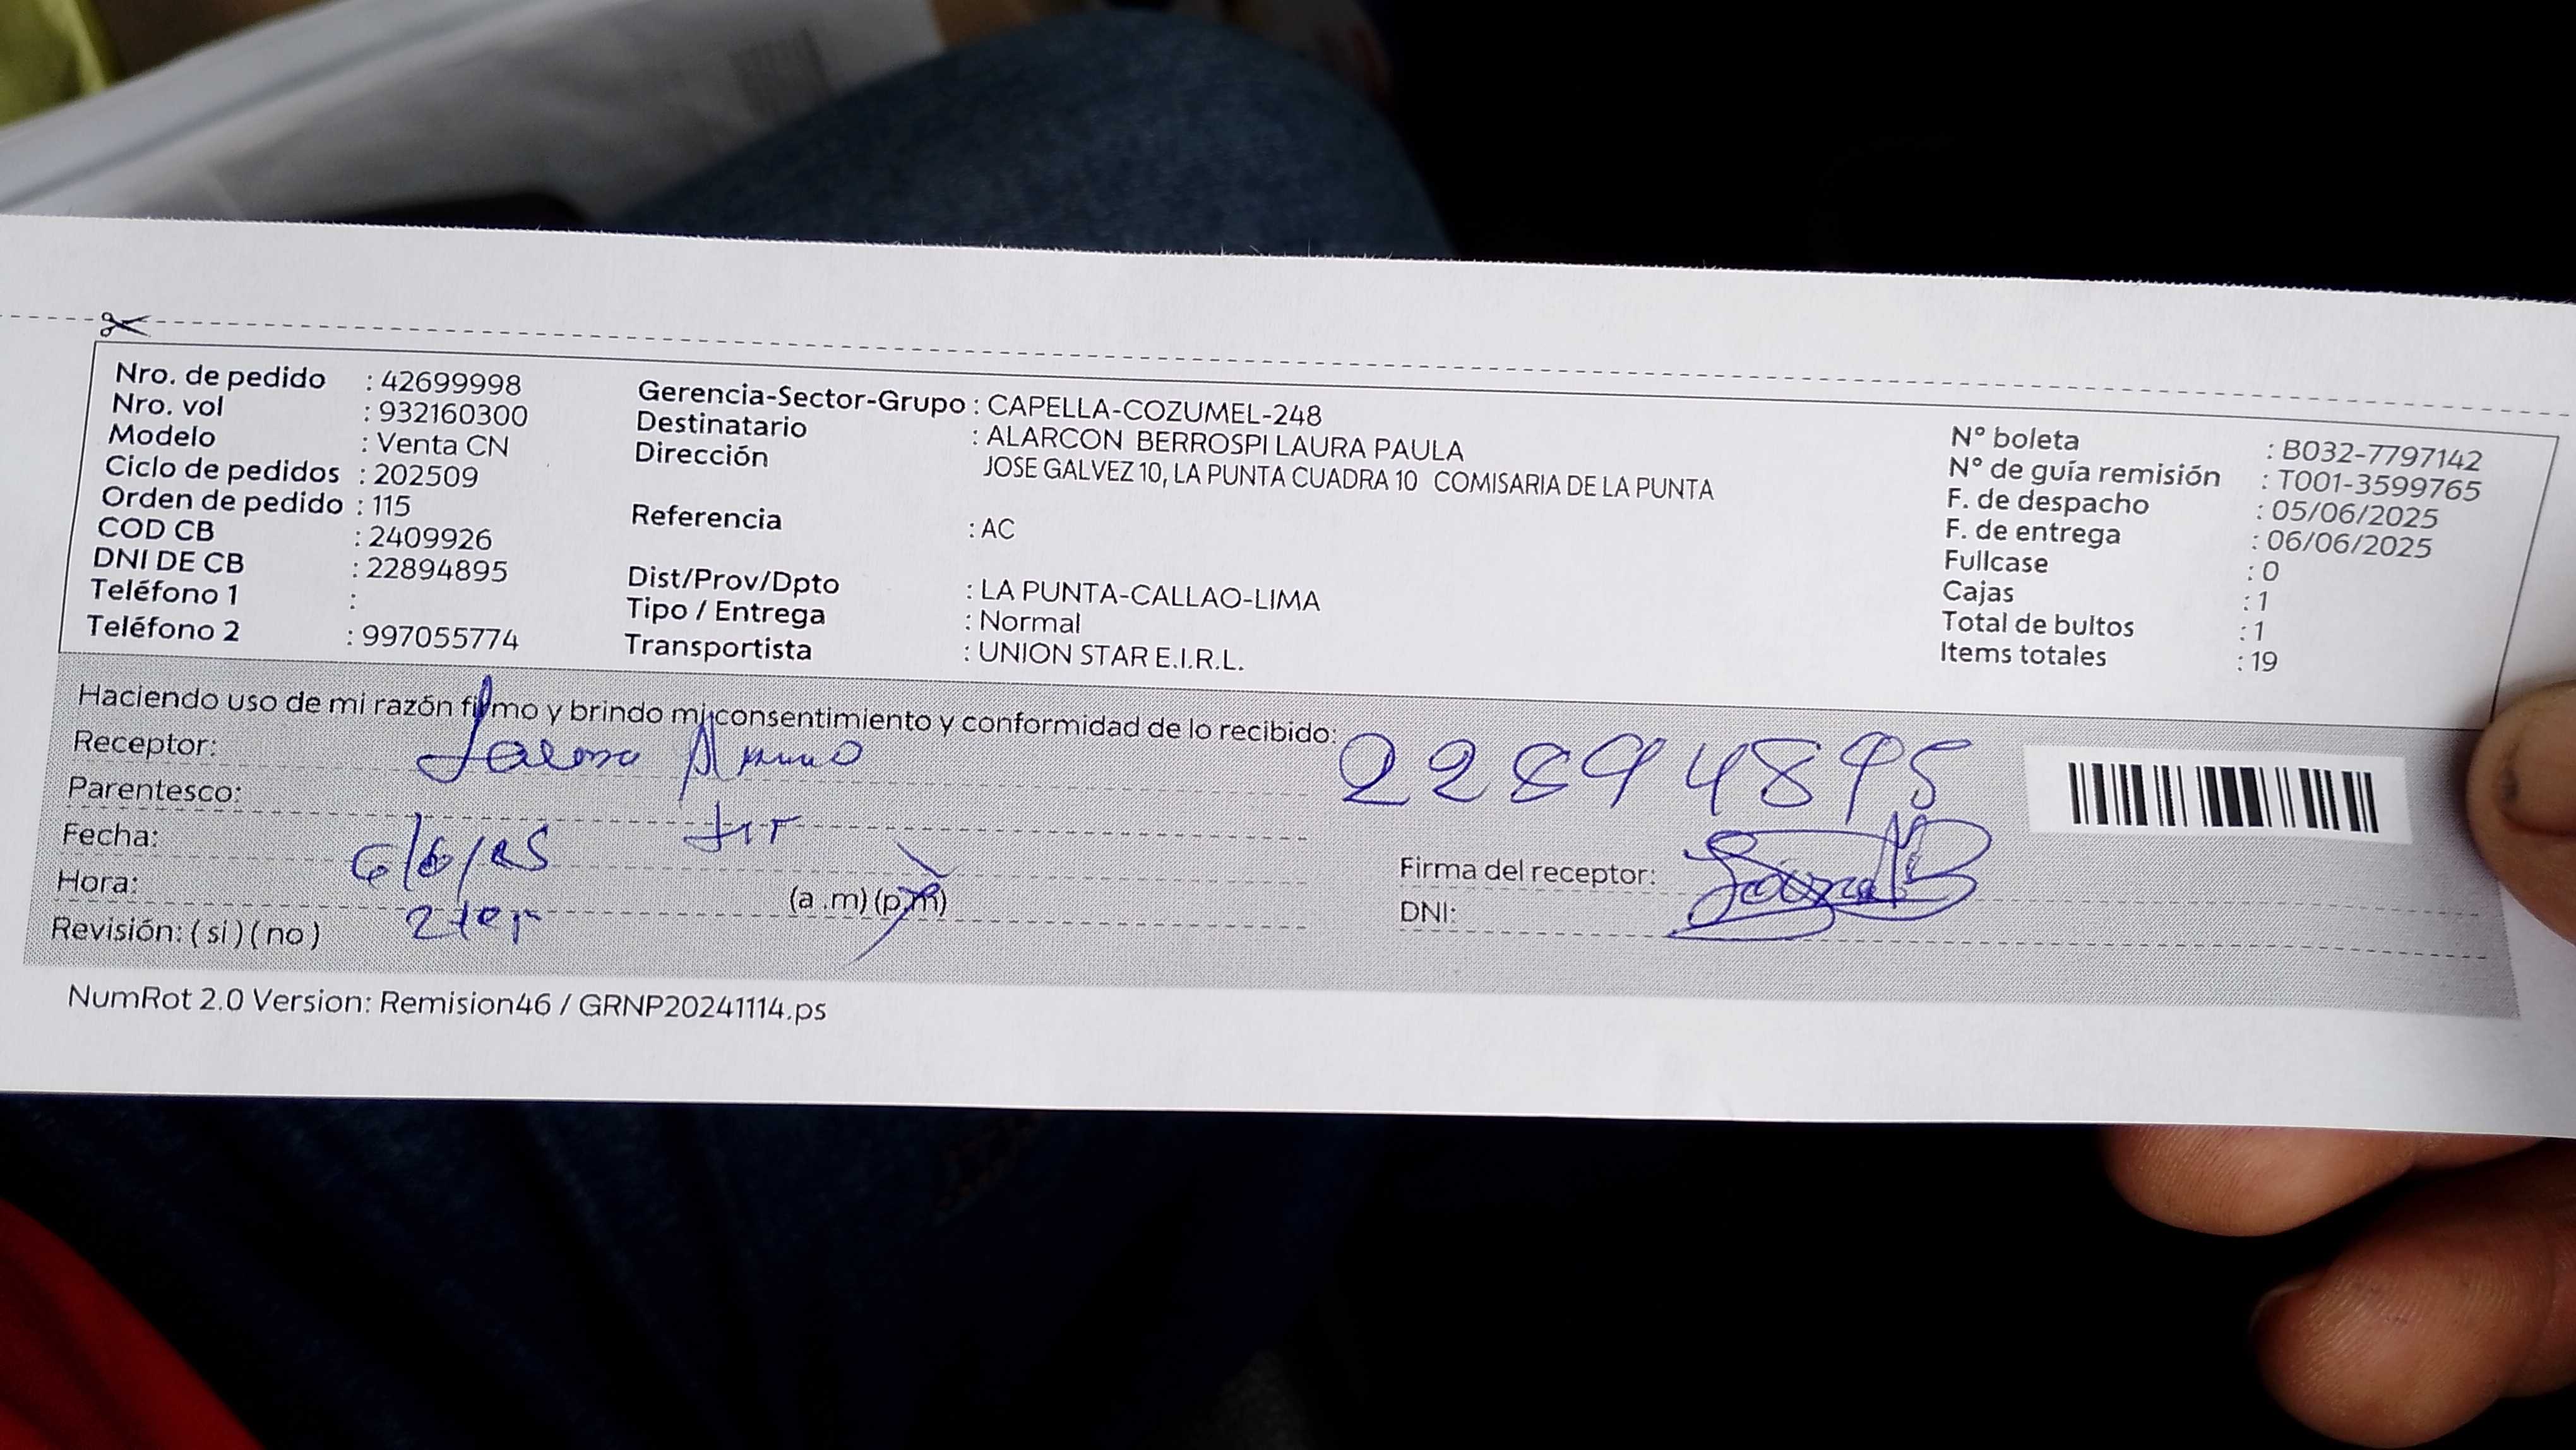 Nro. de pedido : 42699998
Nro. vol : 932160300
Modelo : Venta CN
Ciclo de pedidos : 202509
Orden de pedido : 115
COD CB : 2409926
DNI DE CB : 22894895
Teléfono 1 :
Teléfono 2 : 997055774
Gerencia-Sector-Grupo : CAPELLA-COZUMEL-248
Destinatario : ALARCON BERROSPI LAURA PAULA
Dirección JOSE GALVEZ 10, LA PUNTA CUADRA 10 COMISARIA DE LA PUNTA
Referencia : AC
Dist/Prov/Dpto : LA PUNTA-CALLAO-LIMA
Tipo / Entrega : Normal
Transportista : UNION STAR E.I.R.L.
N° boleta : B032-7797142
N° de guía remisión : T001-3599765
F. de despacho : 05/06/2025
F. de entrega : 06/06/2025
Fullcase : 0
Cajas : 1
Total de bultos : 1
Items totales : 19
Haciendo uso de mi razón firmo y brindo mi consentimiento y conformidad de lo recibido:
Receptor:
22894895
Parentesco:
Fecha: 6/6/25
Hora: (a .m) (p.m)
Revisión: ( si ) ( no )
Firma del receptor:
DNI:
NumRot 2.0 Version: Remision46 / GRNP20241114.ps